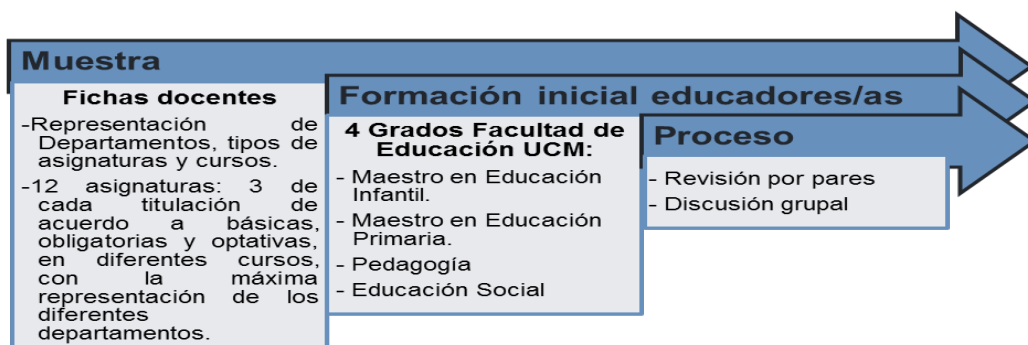 Muestra
Fichas docentes
-Representación de
Departamentos, tipos de
asignaturas y cursos.
-12 asignaturas: 3 de
cada titulación de
acuerdo a básicas,
obligatorias y optativas,
en diferentes cursos,
con la máxima
representación de los
diferentes
departamentos.
Formación inicial educadores/as
4 Grados Facultad de
Educación UCM:
- Maestro en Educación
Infantil.
- Maestro en Educación
Primaria.
- Pedagogía
- Educación Social
Proceso
- Revisión por pares
- Discusión grupal